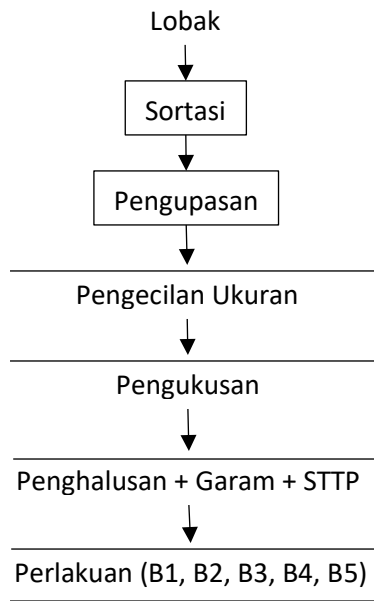 Lobak
Sortasi
Pengupasan
Pengecilan Ukuran
Pengukusan
Penghalusan + Garam + STTP
Perlakuan (B1, B2, B3, B4, B5)